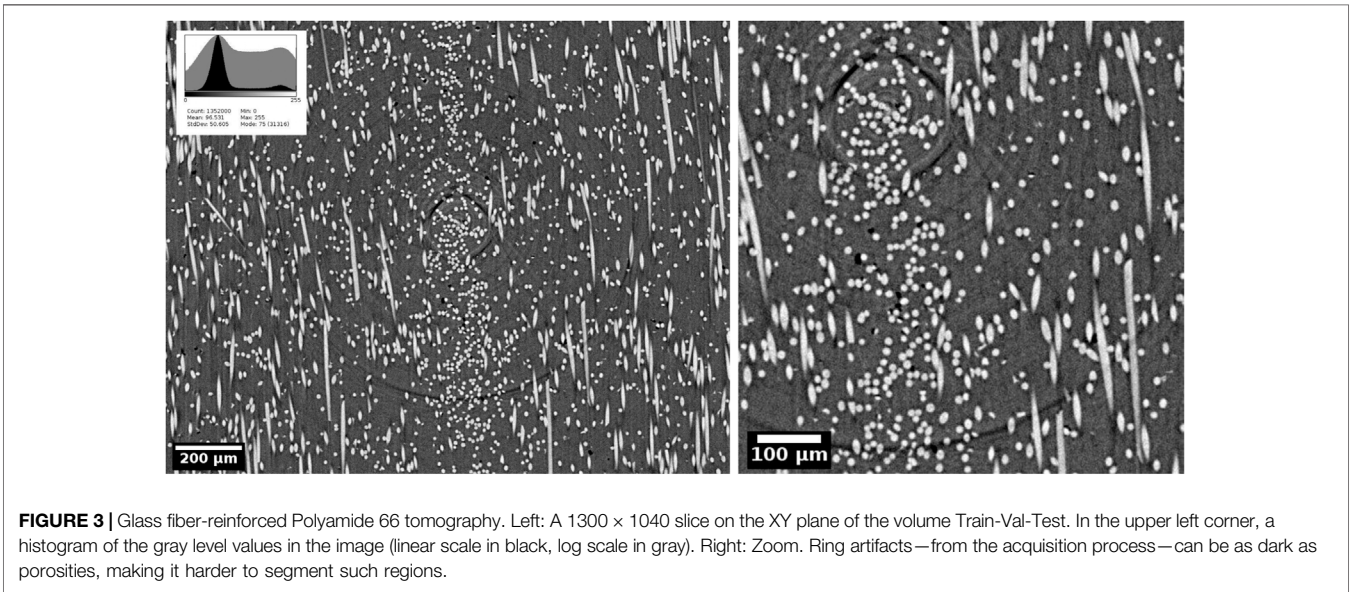 0
255
Count: 1352000 Min: 0
Mean: 96.531 Max: 255
StdDev: 50.605 Mode: 75 (31316)
200 μm
100 μm
FIGURE 3 | Glass fiber-reinforced Polyamide 66 tomography. Left: A 1300 × 1040 slice on the XY plane of the volume Train-Val-Test. In the upper left corner, a
histogram of the gray level values in the image (linear scale in black, log scale in gray). Right: Zoom. Ring artifacts—from the acquisition process—can be as dark as
porosities, making it harder to segment such regions.